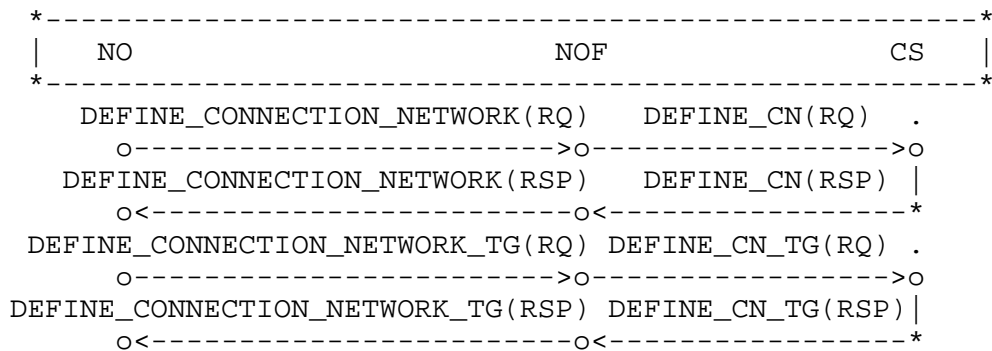 NO NOF CS
DEFINE_CONNECTION_NETWORK(RQ) DEFINE_CN(RQ) .
o------------------------->o----------------->o
DEFINE_CONNECTION_NETWORK(RSP) DEFINE_CN(RSP) |
o<-------------------------o<-----------------*
DEFINE_CONNECTION_NETWORK_TG(RQ) DEFINE_CN_TG(RQ) .
o------------------------->o----------------->o
DEFINE_CONNECTION_NETWORK_TG(RSP) DEFINE_CN_TG(RSP)|
o<-------------------------o<-----------------*